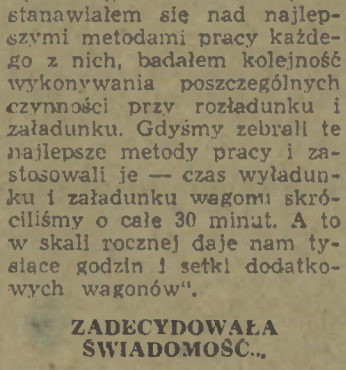 stanawiałem się nad najlep-
szymi metodami pracy każde-
go z nich, badałem kolejność
wykonywania poszczególnych
czynności przy rozładunku i
załadunku. Gdyśmy zebrali te
najlepsze metody pracy i za-
stosowali je — czas wyładun-
ku i załadunku wagonu skró-
ciliśmy o całe 30 minut. A to
w skali rocznej daje nam ty-
siące godzin i setki dodatko-
wych wagonów“.
ZADECYDOWAŁA
ŚWIADOMOŚĆ...